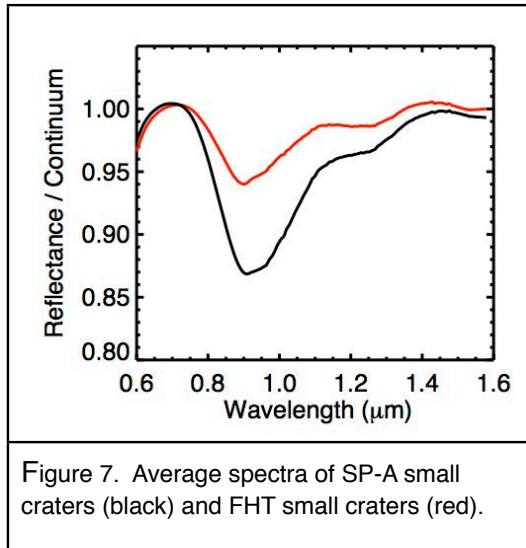 Reflectance / Continuum
1.00
0.95
0.90
0.85
0.80
0.6 0.8 1.0 1.2 1.4 1.6
Wavelength (μm)
Figure 7. Average spectra of SP-A small
craters (black) and FHT small craters (red).